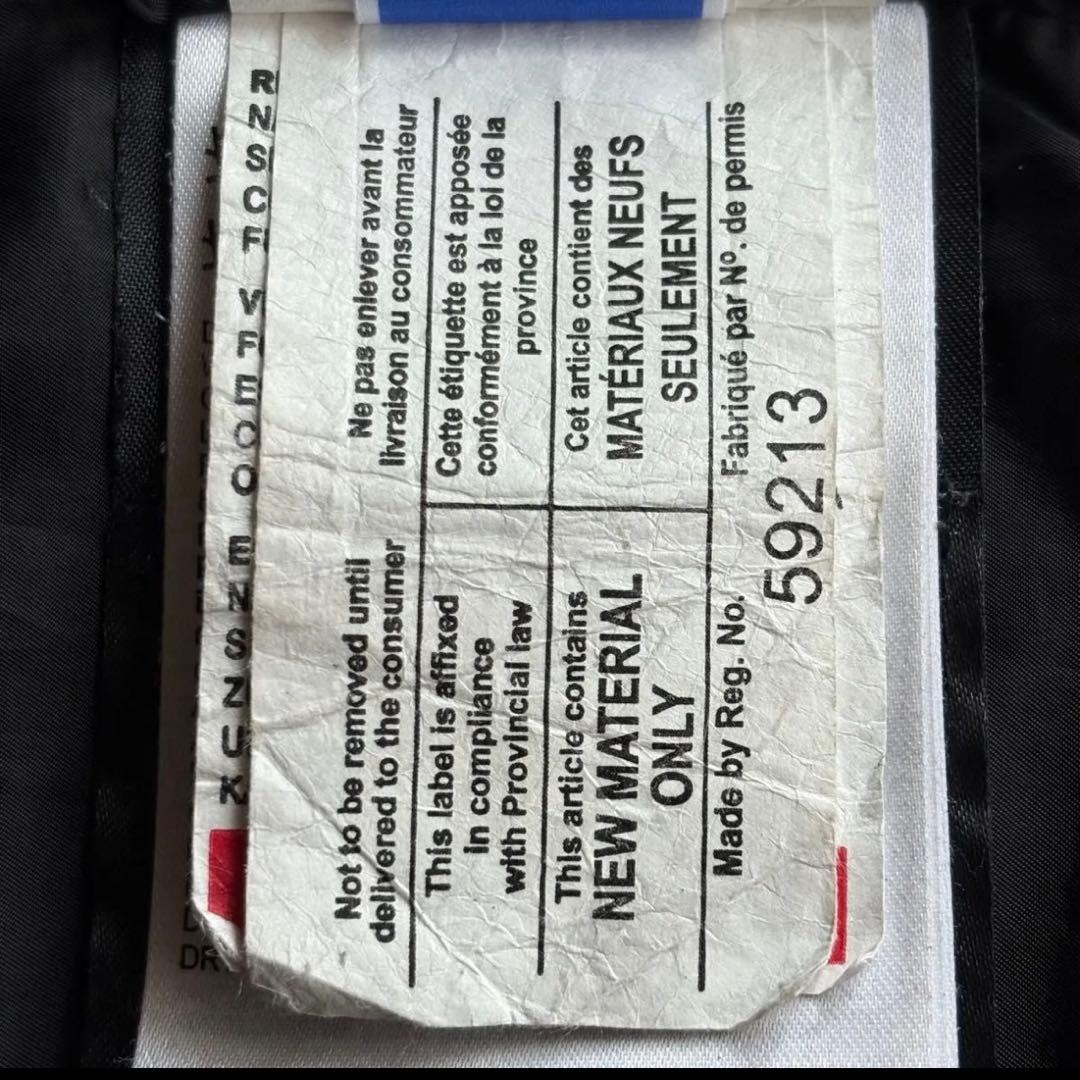 Not to be removed until
delivered to the consumer
Ne pas enlever avant la
livraison au consommateur
This label is affixed
in compliance
with Provincial law
Cette étiquette est apposée
conformément à la loi de la
province
This article contains
NEW MATERIAL
ONLY
Cet article contient des
MATÉRIAUX NEUFS
SEULEMENT
Made by Reg. No.
Fabriqué par Nº. de permis
59213